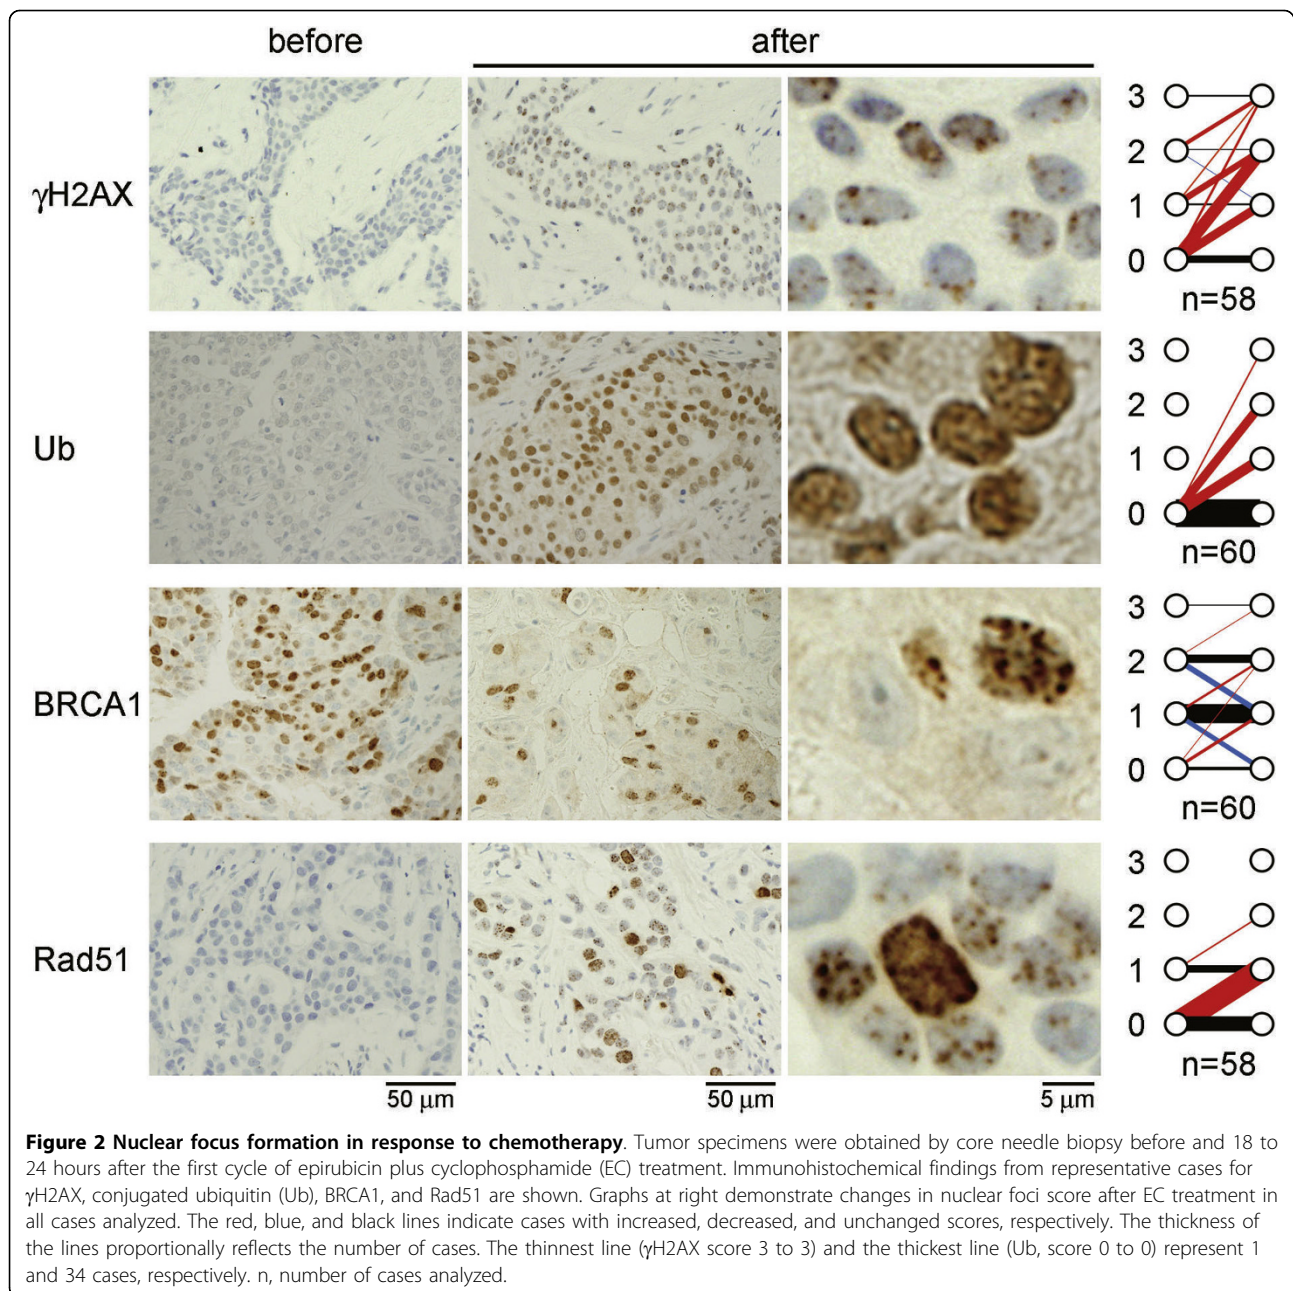 before
after
γH2AX
3
2
1
0
n=58
Ub
3
2
1
0
n=60
BRCA1
3
2
1
0
n=60
Rad51
3
2
1
0
n=58
50 µm
50 µm
5 µm
Figure 2 Nuclear focus formation in response to chemotherapy. Tumor specimens were obtained by core needle biopsy before and 18 to
24 hours after the first cycle of epirubicin plus cyclophosphamide (EC) treatment. Immunohistochemical findings from representative cases for
γH2AX, conjugated ubiquitin (Ub), BRCA1, and Rad51 are shown. Graphs at right demonstrate changes in nuclear foci score after EC treatment in
all cases analyzed. The red, blue, and black lines indicate cases with increased, decreased, and unchanged scores, respectively. The thickness of
the lines proportionally reflects the number of cases. The thinnest line (γH2AX score 3 to 3) and the thickest line (Ub, score 0 to 0) represent 1
and 34 cases, respectively. n, number of cases analyzed.